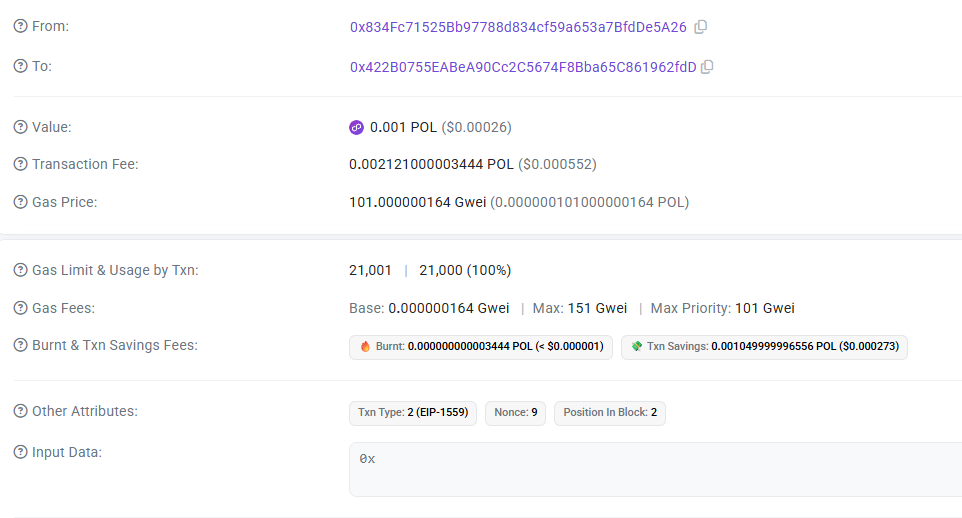 From: 0x834Fc71525Bb97788d834cf59a653a7BfdDe5A26
To: 0x422B0755EABeA90Cc2C5674F8Bba65C861962fdD
Value: 0.001 POL ($0.00026)
Transaction Fee: 0.002121000003444 POL ($0.000552)
Gas Price: 101.000000164 Gwei (0.000000101000000164 POL)
Gas Limit & Usage by Txn: 21,001 | 21,000 (100%)
Gas Fees: Base: 0.000000164 Gwei | Max: 151 Gwei | Max Priority: 101 Gwei
Burnt & Txn Savings Fees: Burnt: 0.000000000003444 POL (< $0.000001) Txn Savings: 0.001049999996556 POL ($0.000273)
Other Attributes: Txn Type: 2 (EIP-1559) Nonce: 9 Position In Block: 2
Input Data: 0x